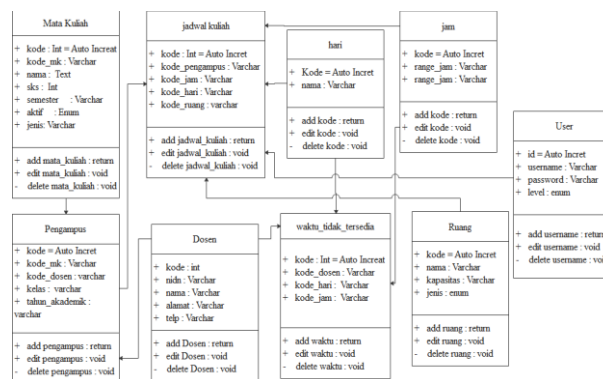 Mata Kuliah
+ kode : Int = Auto Increat
+ kode_mk : Varchar
+ nama : Text
+ sks : Int
+ semester : Varchar
+ aktif : Enum
+ jenis: Varchar
+ add mata_kuliah : return
+ edit mata_kuliah : void
- delete mata_kuliah : void
jadwal kuliah
+ kode : Int = Auto Incret
+ kode_pengampus : Varchar
+ kode_jam : Varchar
+ kode_hari : Varchar
+ kode_ruang : varchar
+ add jadwal_kuliah : return
+ edit jadwal_kuliah : void
- delete jadwal_kuliah : void
hari
+ Kode = Auto Incret
+ nama : Varchar
+ add kode : return
+ edit kode : void
- delete kode : void
jam
+ kode = Auto Incret
+ range_jam : Varchar
+ range_jam : Varchar
+ add kode : return
+ edit kode : void
- delete kode : void
User
+ id = Auto Incret
+ username : Varchar
+ password : Varchar
+ level : enum
+ add username : return
+ edit username : void
- delete username : void
Pengampus
+ kode = Auto Incret
+ kode_mk : Varchar
+ kode_dosen : varchar
+ kelas : varchar
+ tahun_akademik :
varchar
+ add pengampus : return
+ edit pengampus : void
- delete pengampus : void
Dosen
+ kode : int
+ nidn : Varchar
+ nama : Varchar
+ alamat : Varchar
+ telp : Varchar
+ add Dosen : return
+ edit Dosen : void
- delete Dosen : void
waktu_tidak_tersedia
+ kode : Int = Auto Increat
+ kode_dosen : Varchar
+ kode_hari : Varchar
+ kode_jam : Varchar
+ add waktu : return
+ edit waktu : void
- delete waktu : void
Ruang
+ kode = Auto Incret
+ nama : Varchar
+ kapasitas : Varchar
+ jenis : enum
+ add ruang : return
+ edit ruang : void
- delete ruang : void